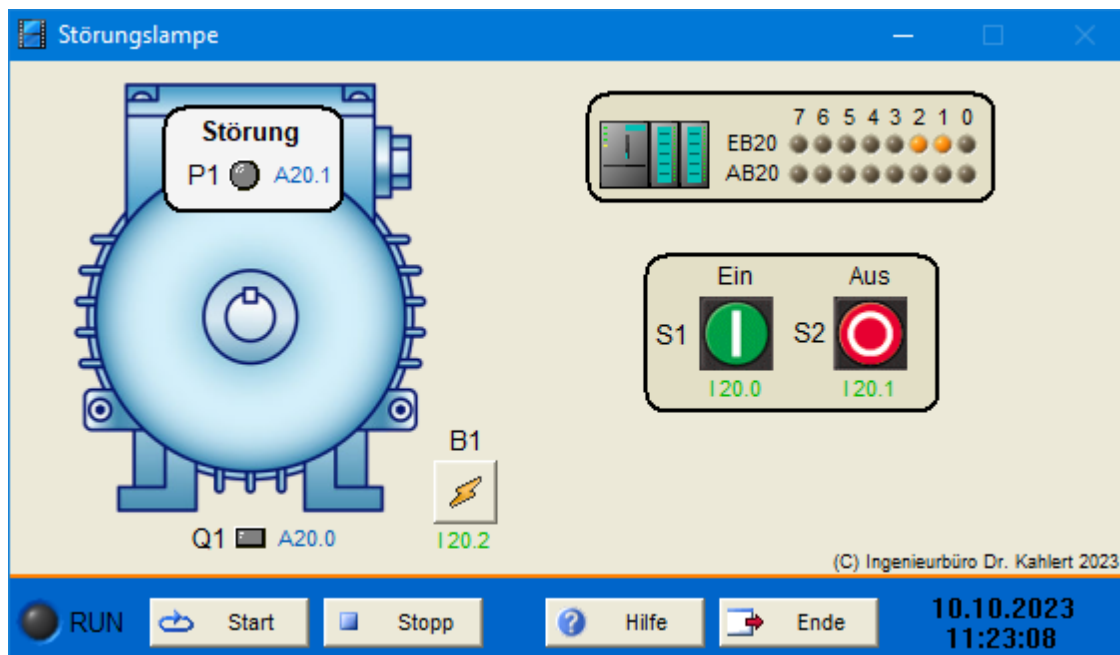 Störungslampe
Störung
P1 A20.1
7 6 5 4 3 2 1 0
EB20
AB20
Ein Aus
S1 S2
I 20.0 I 20.1
B1
Q1 A20.0 I 20.2
(C) Ingenieurbüro Dr. Kahlert 2023
RUN Start Stopp Hilfe Ende
10.10.2023
11:23:08